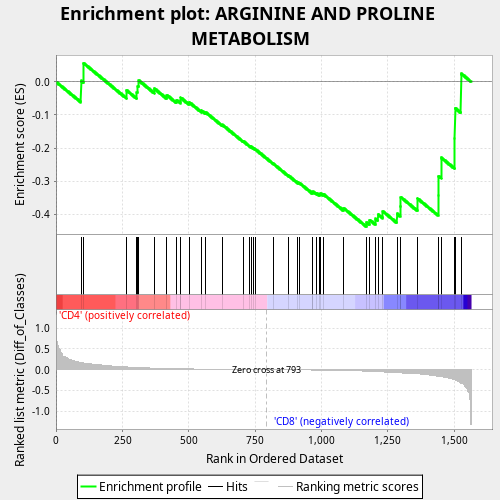 Enrichment plot: ARGININE AND PROLINE
METABOLISM
Enrichment score (ES)
0.0
-0.1
-0.2
-0.3
-0.4
'CD4' (positively correlated)
Ranked list metric (Diff_of_Classes)
1.0
0.5
0.0
-0.5
-1.0
Zero cross at 793
'CD8' (negatively correlated)
0
250
500
750
1,000
1,250
1,500
Rank in Ordered Dataset
Enrichment profile
Hits
Ranking metric scores